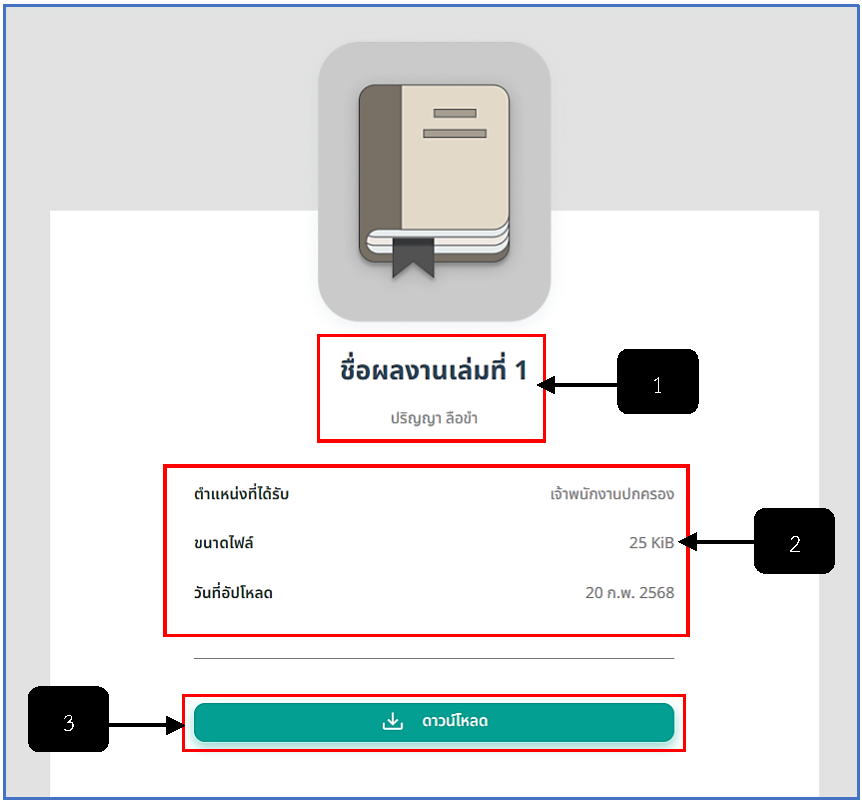 ชื่อผลงานเล่มที่ 1
1
ปริญญา ลือขำ
ตำแหน่งที่ได้รับ เจ้าพนักงานปกครอง
ขนาดไฟล์ 25 KiB
2
วันที่อัปโหลด 20 ก.พ. 2568
3
ดาวน์โหลด